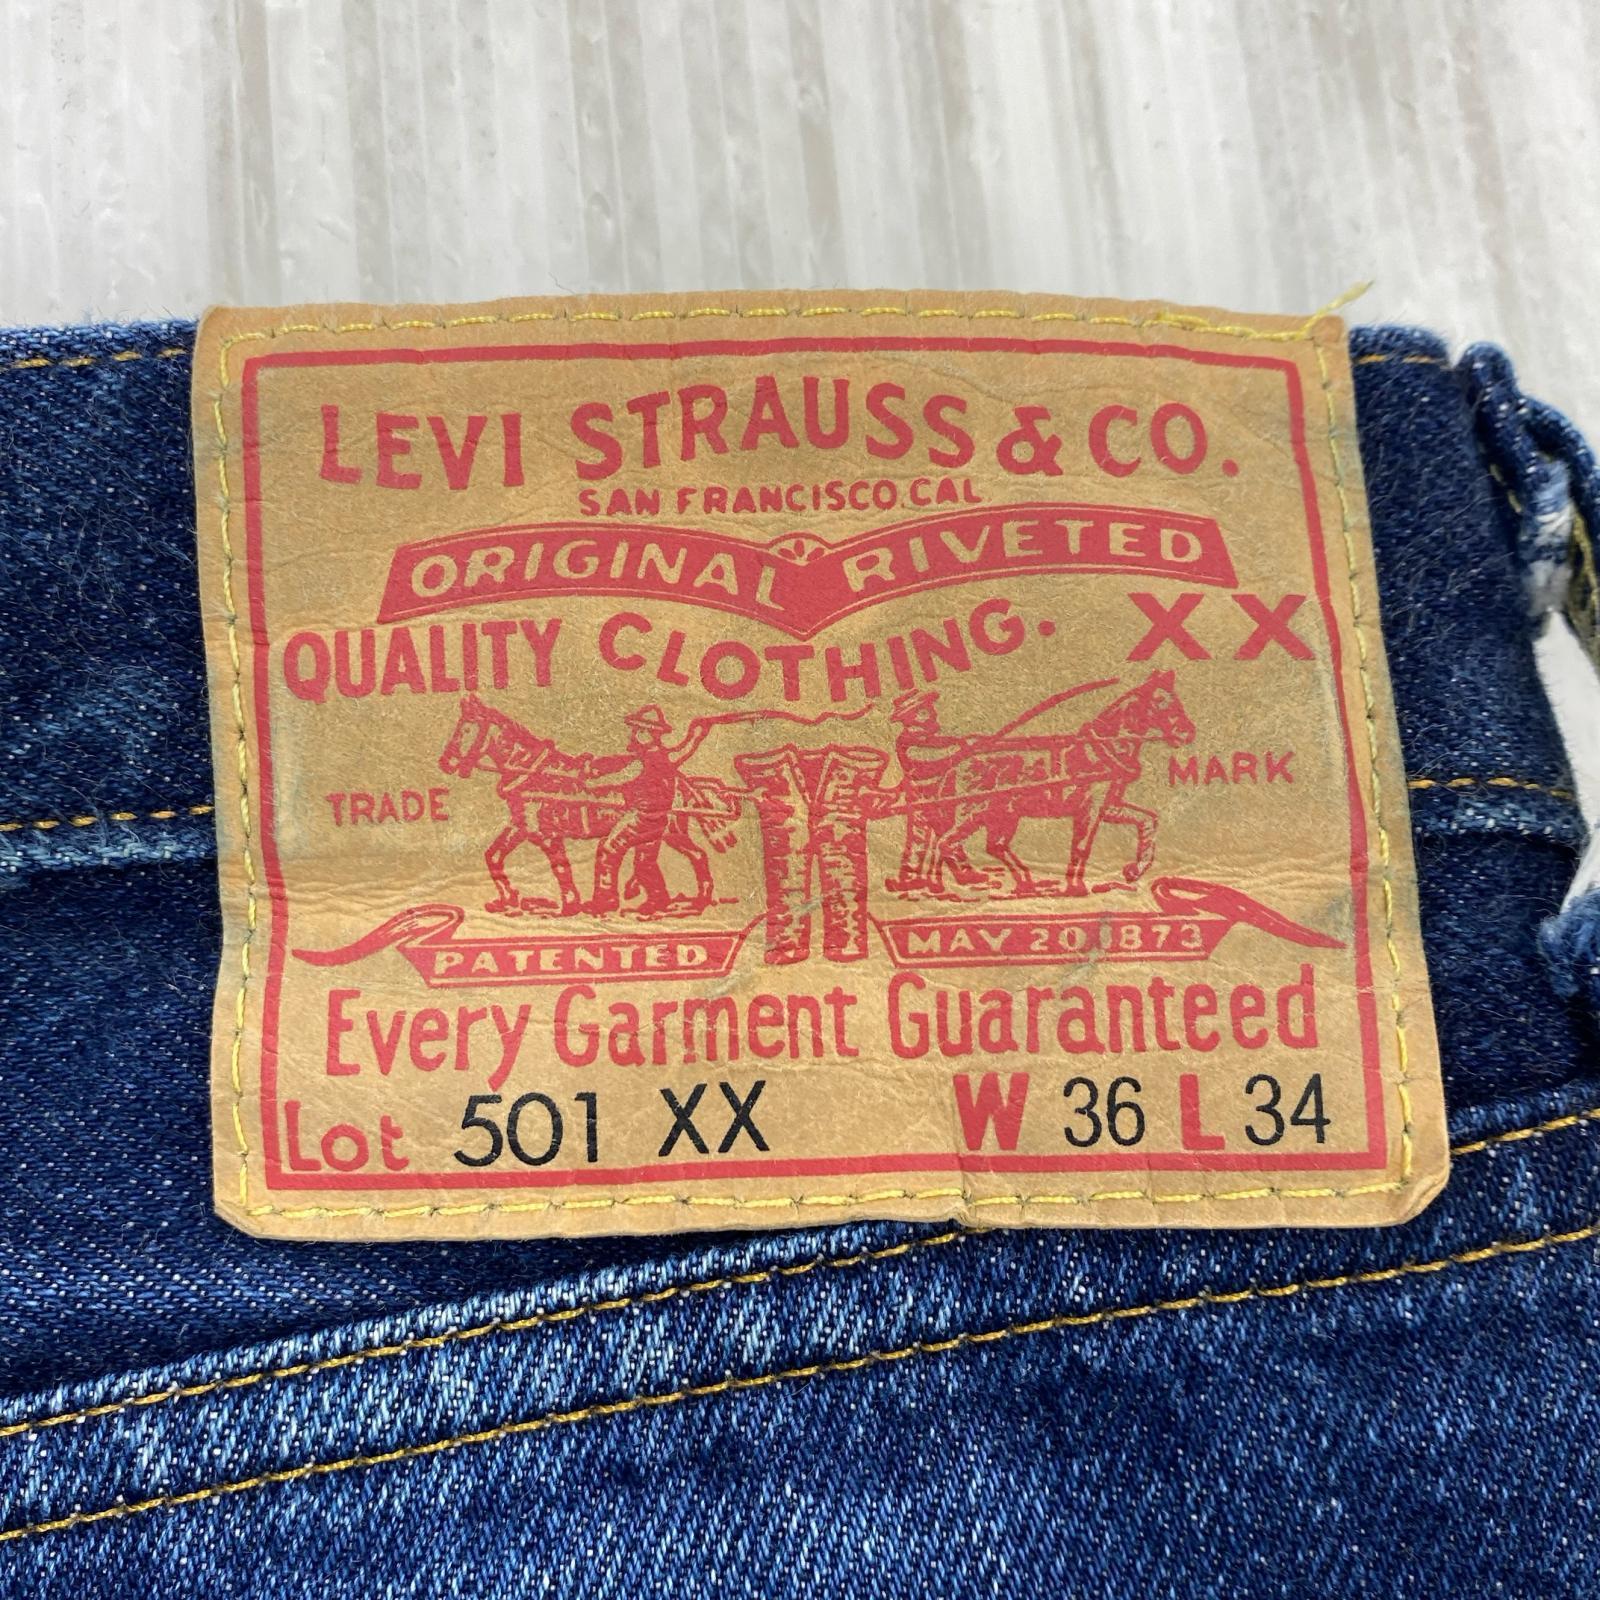 LEVI STRAUSS & CO.
SAN FRANCISCO. CAL.
ORIGINAL RIVETED
QUALITY CLOTHING. XX
TRADE MARK
PATENTED MAY 20 1873
Every Garment Guaranteed
Lot 501 XX W 36 L 34